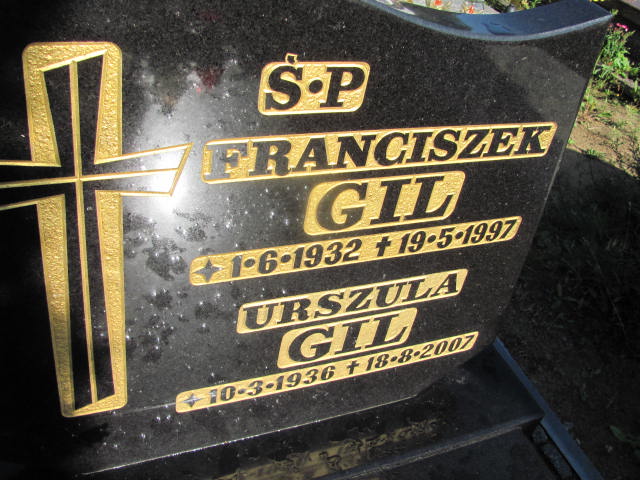 Ś•P
FRANCISZEK
GIL
1•6•1932 ✝ 19•5•1997
URSZULA
GIL
10•3•1936 ✝ 18•8•2007